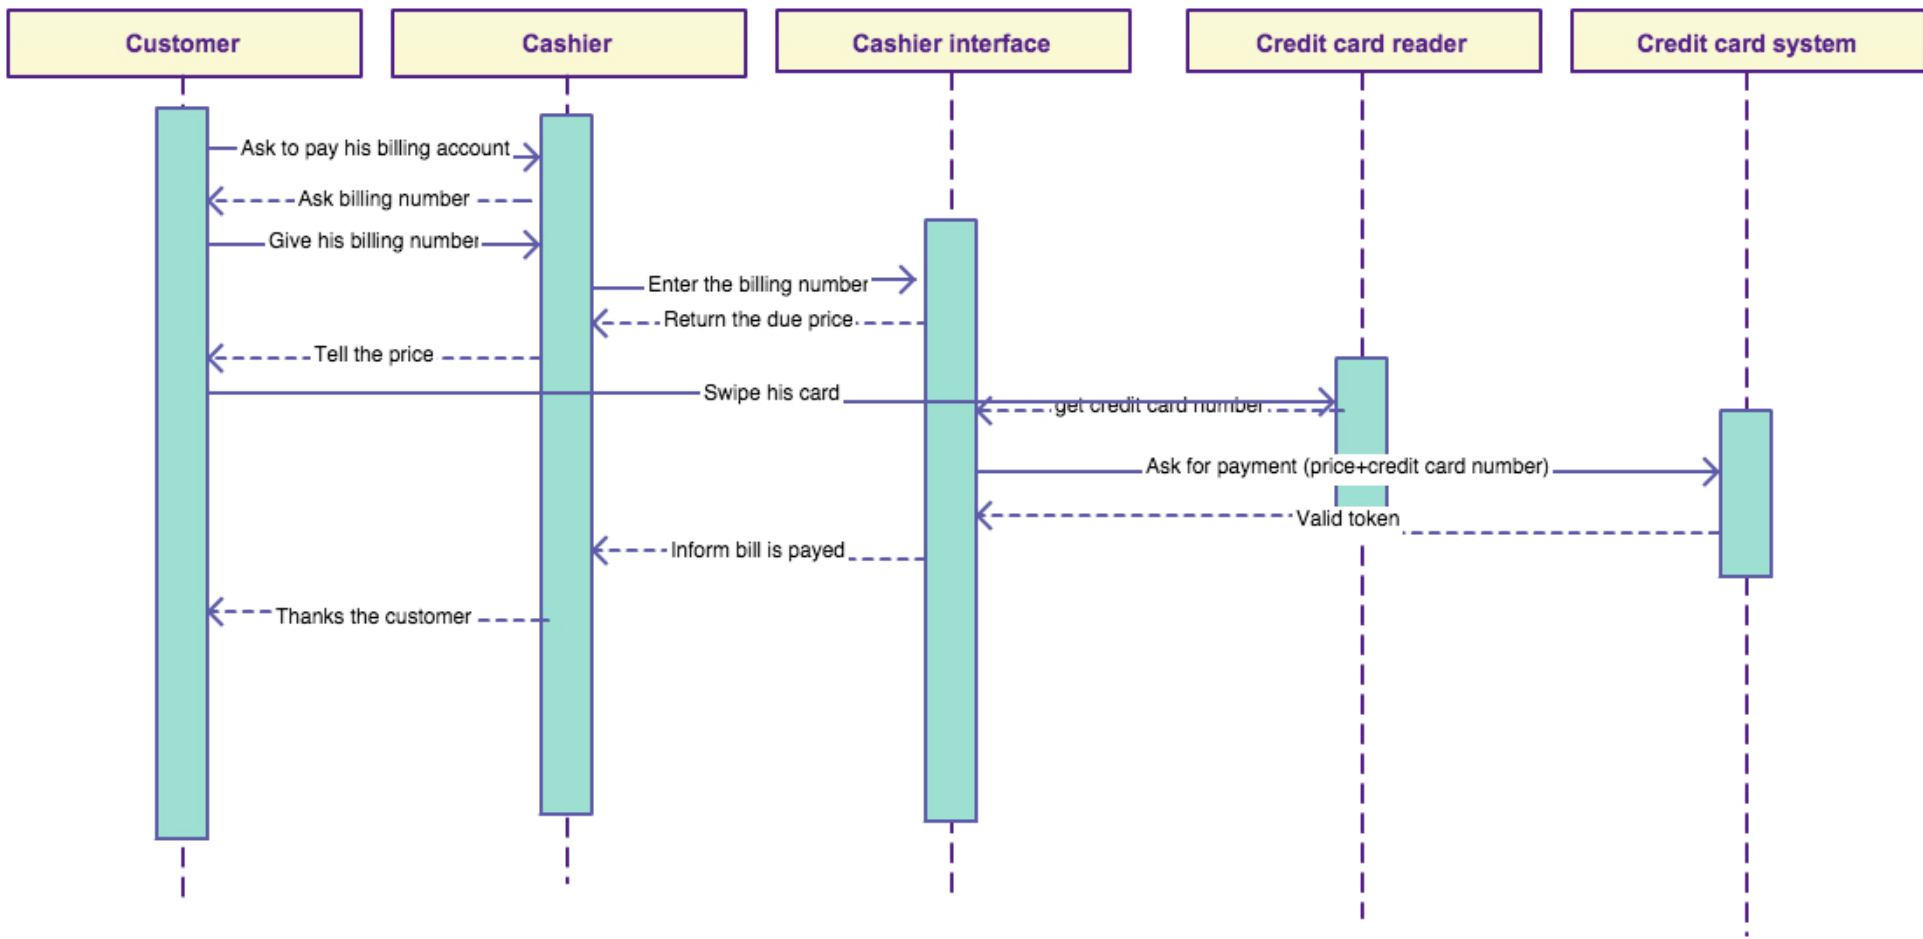 Customer
Cashier
Cashier interface
Credit card reader
Credit card system
Ask to pay his billing account
Ask billing number
Give his billing number
Enter the billing number
Return the due price
Tell the price
Swipe his card
get credit card number
Ask for payment (price+credit card number)
Valid token
Inform bill is payed
Thanks the customer